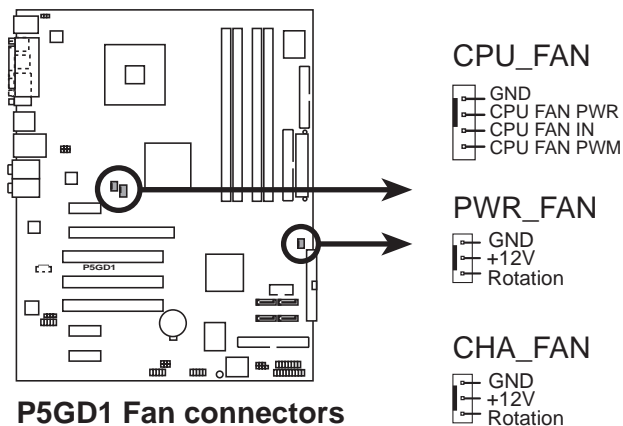 CPU_FAN
GND
CPU FAN PWR
CPU FAN IN
CPU FAN PWM
PWR_FAN
GND
+12V
Rotation
P5GD1
CHA_FAN
GND
+12V
Rotation
P5GD1 Fan connectors